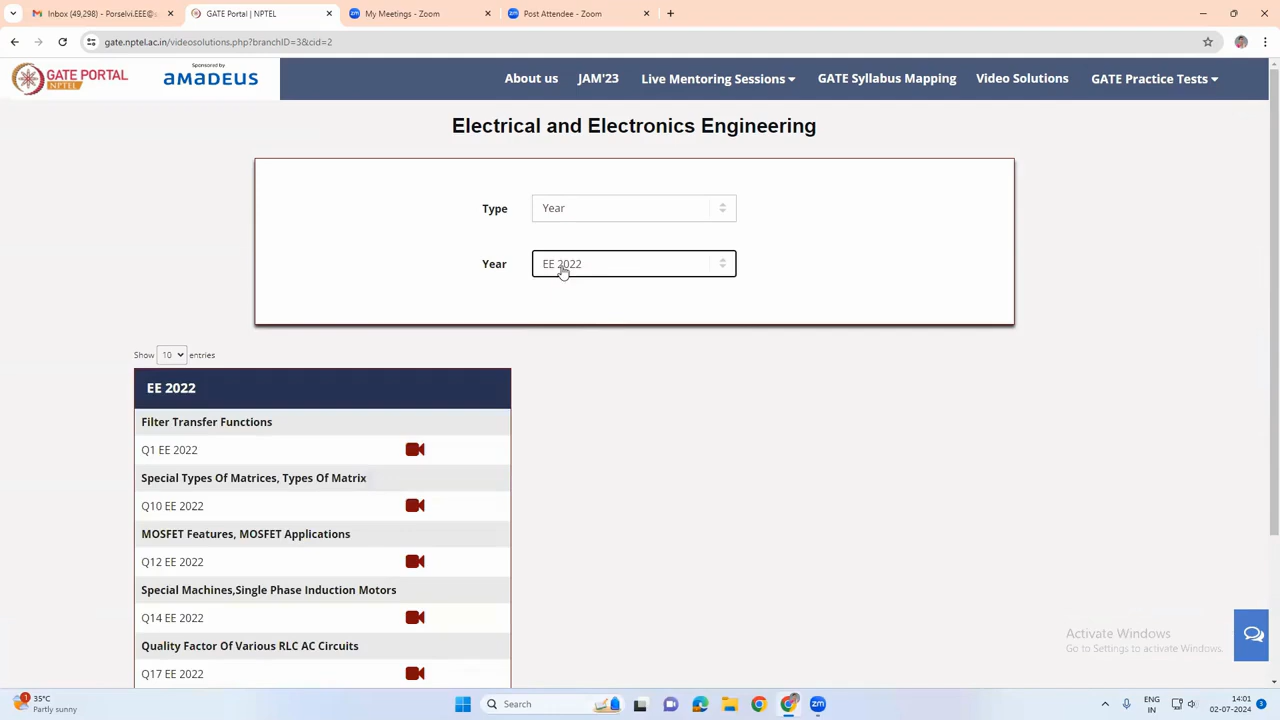 Inbox (49,298) - Porselvi.EEE@s
GATE Portal | NPTEL
My Meetings - Zoom
Post Attendee - Zoom
gate.nptel.ac.in/videosolutions.php?branchID=3&cid=2
GATE PORTAL
NPTEL
Sponsored by
amadeus
About us
JAM'23
Live Mentoring Sessions
GATE Syllabus Mapping
Video Solutions
GATE Practice Tests
Electrical and Electronics Engineering
Type
Year
Year
EE 2022
Show 10 entries
EE 2022
Filter Transfer Functions
Q1 EE 2022
Special Types Of Matrices, Types Of Matrix
Q10 EE 2022
MOSFET Features, MOSFET Applications
Q12 EE 2022
Special Machines,Single Phase Induction Motors
Q14 EE 2022
Quality Factor Of Various RLC AC Circuits
Q17 EE 2022
Activate Windows
Go to Settings to activate Windows.
1
35°C
Partly sunny
Search
zm
ENG
IN
14:01
02-07-2024
3